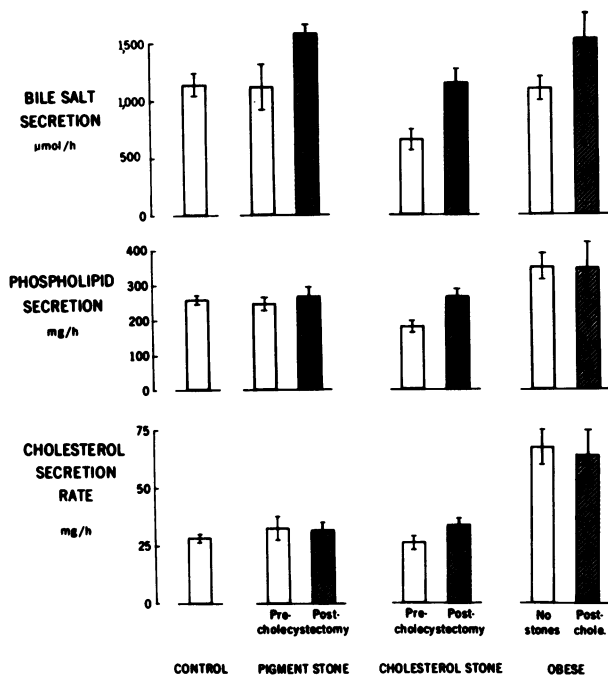 BILE SALT
SECRETION
µmol/h
1,500
1,000
500
0
PHOSPHOLIPID
SECRETION
mg/h
400
300
200
100
0
CHOLESTEROL
SECRETION
RATE
mg/h
75
50
25
0
Pre- Post-
cholecystectomy
Pre- Post-
cholecystectomy
No Post-
stones chole.
CONTROL PIGMENT STONE CHOLESTEROL STONE OBESE